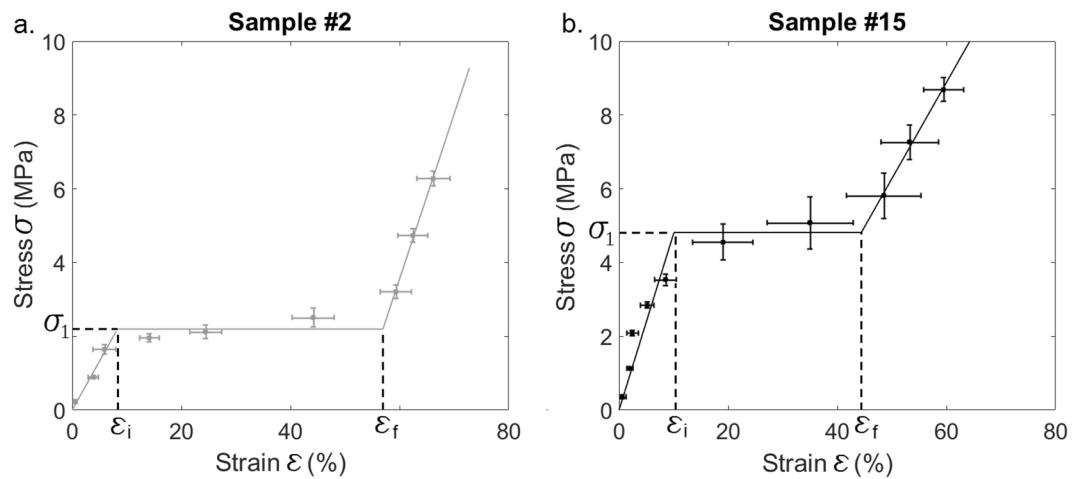 a.
Sample #2
10
8
6
4
σ1
0
Stress σ (MPa)
0
εi
20
40
εf
60
80
Strain ε (%)
b.
Sample #15
10
8
6
σ1
4
2
0
Stress σ (MPa)
0
εi
20
40
εf
60
80
Strain ε (%)